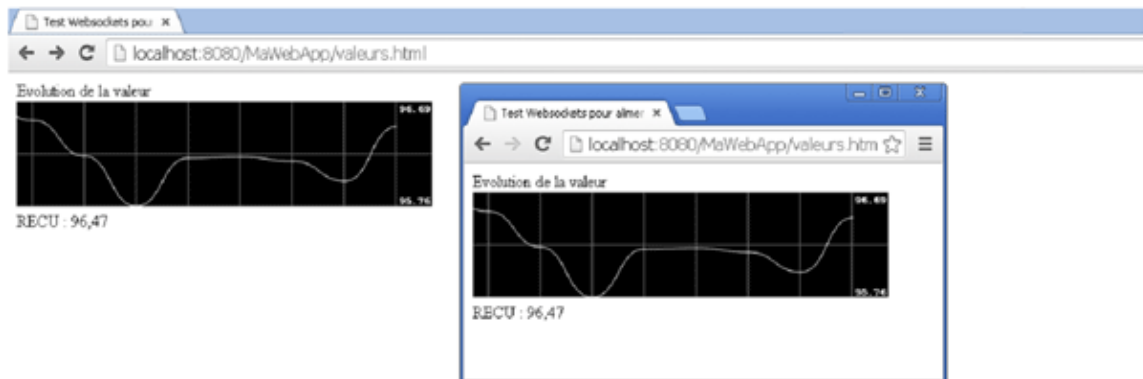 Test Websockets pour
localhost:8080/MaWebApp/valeurs.html
Evolution de la valeur
96.69
95.76
RECU : 96,47
Test Websockets pour alimer
localhost:8080/MaWebApp/valeurs.htm
Evolution de la valeur
96.69
95.76
RECU : 96,47